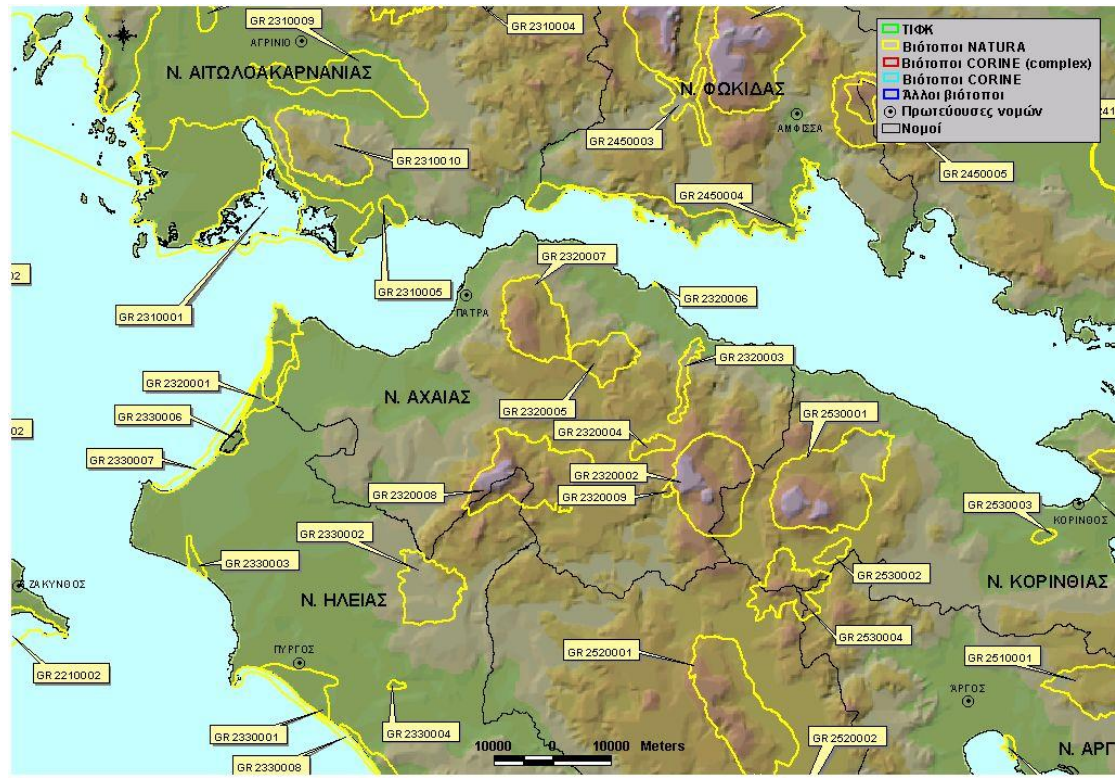 GR 2310009
GR 2310004
ΑΓΡΙΝΙΟ
Ν. ΑΙΤΩΛΟΑΚΑΡΝΑΝΙΑΣ
Ν. ΦΩΚΙΔΑΣ
ΤΙΦΚ
Βιότοποι NATURA
Βιότοποι CORINE (complex)
Βιότοποι CORINE
Άλλοι βιότοποι
Πρωτεύουσες νομών
Νομοί
ΑΜΦΙΣΣΑ
GR 2450003
GR 2310010
GR 2450005
GR 2450004
GR 2320007
02
GR 2310005
GR 2320006
GR 2310001
ΠΑΤΡΑ
GR 2320003
GR 2320001
Ν. ΑΧΑΙΑΣ
GR 2320005
GR 2530001
GR 2330006
GR 2320004
02
GR 2330007
GR 2320002
GR 2320008
GR 2320009
GR 2530003
ΚΟΡΙΝΘΟΣ
GR 2330002
GR 2330003
GR 2530002
ΖΑΚΥΝΘΟΣ
Ν. ΗΛΕΙΑΣ
Ν. ΚΟΡΙΝΘΙΑΣ
GR 2530004
ΠΥΡΓΟΣ
GR 2520001
GR 2510001
GR 2210002
ΆΡΓΟΣ
GR 2330001
GR 2330004
GR 2520002
GR 2330008
10000 0 10000 Meters
Ν. ΑΡΓ